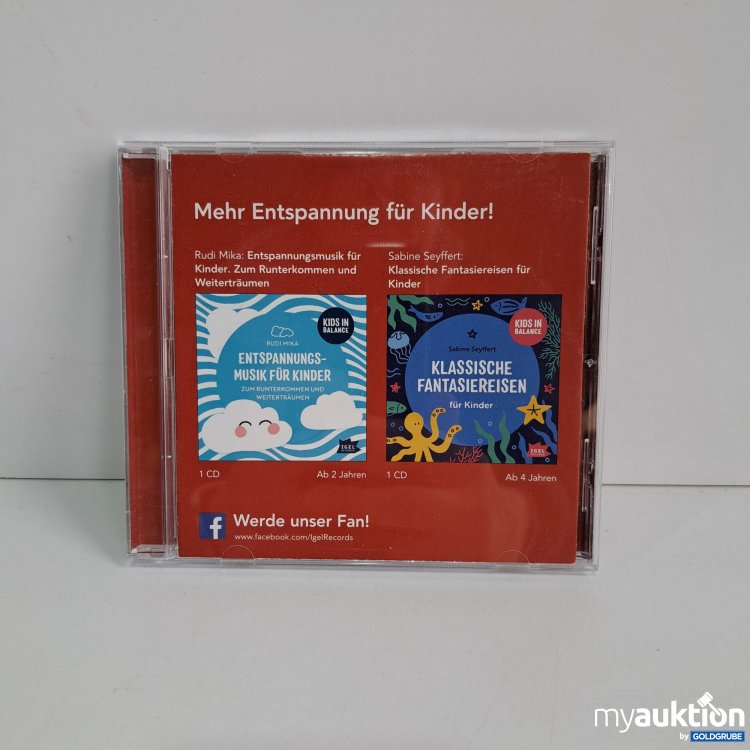 Mehr Entspannung für Kinder!
Rudi Mika: Entspannungsmusik für
Kinder. Zum Runterkommen und
Weiterträumen
Sabine Seyffert:
Klassische Fantasiereisen für
Kinder
KIDS IN
BALANCE
RUDI MIKA
ENTSPANNUNGS-
MUSIK FÜR KINDER
ZUM RUNTERKOMMEN UND
WEITERTRÄUMEN
IGEL
KIDS IN
BALANCE
Sabine Seyffert
KLASSISCHE
FANTASIEREISEN
für Kinder
IGEL
1 CD
Ab 2 Jahren
1 CD
Ab 4 Jahren
f
Werde unser Fan!
www.facebook.com/IgelRecords
myauktion
by GOLDGRUBE